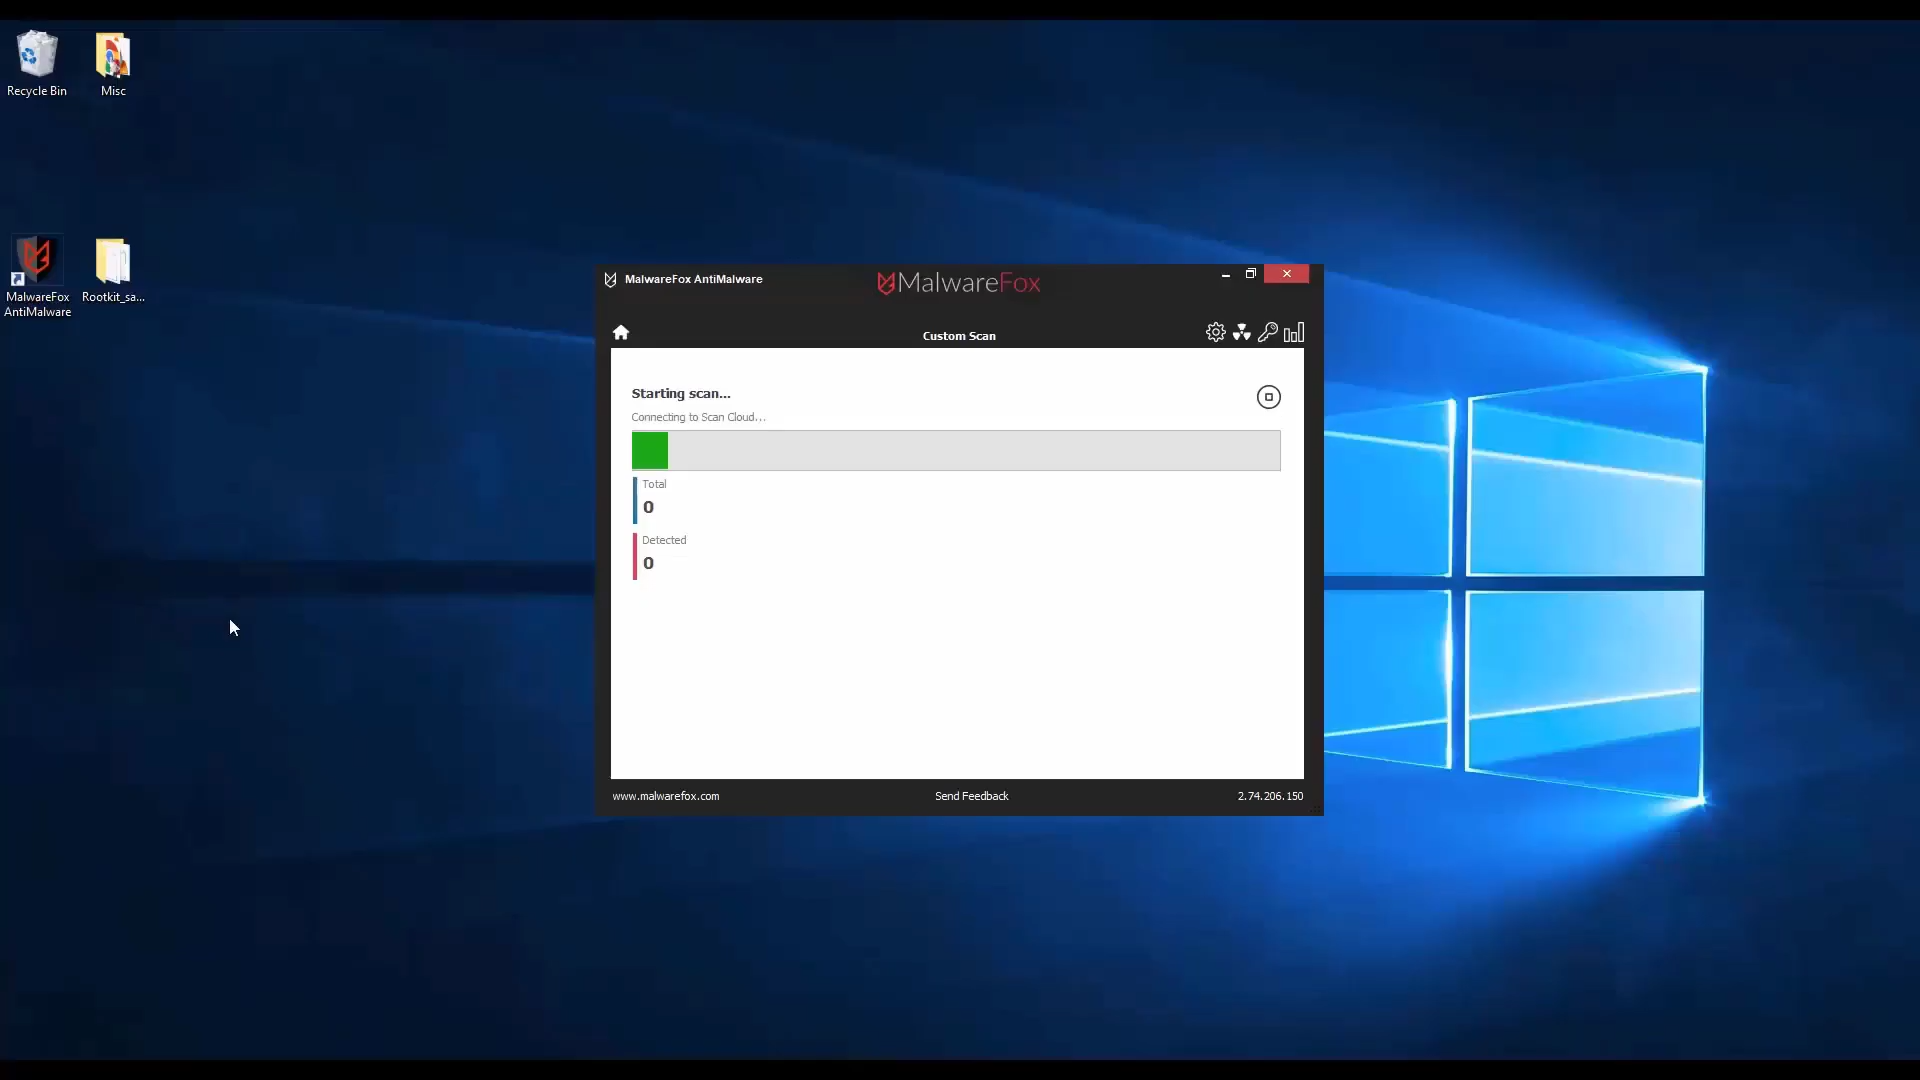 Recycle Bin
Misc
MalwareFox
AntiMalware
Rootkit_sa...
MalwareFox AntiMalware
MalwareFox
Custom Scan
Starting scan...
Connecting to Scan Cloud...
Total
0
Detected
0
www.malwarefox.com
Send Feedback
2.74.206.150